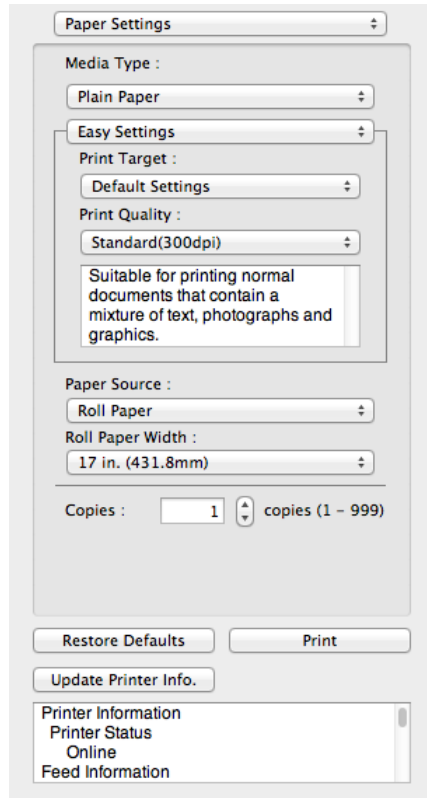 Paper Settings
Media Type :
Plain Paper
Easy Settings
Print Target :
Default Settings
Print Quality :
Standard(300dpi)
Suitable for printing normal
documents that contain a
mixture of text, photographs and
graphics.
Paper Source :
Roll Paper
Roll Paper Width :
17 in. (431.8mm)
Copies : 1 copies (1 – 999)
Restore Defaults Print
Update Printer Info.
Printer Information
Printer Status
Online
Feed Information